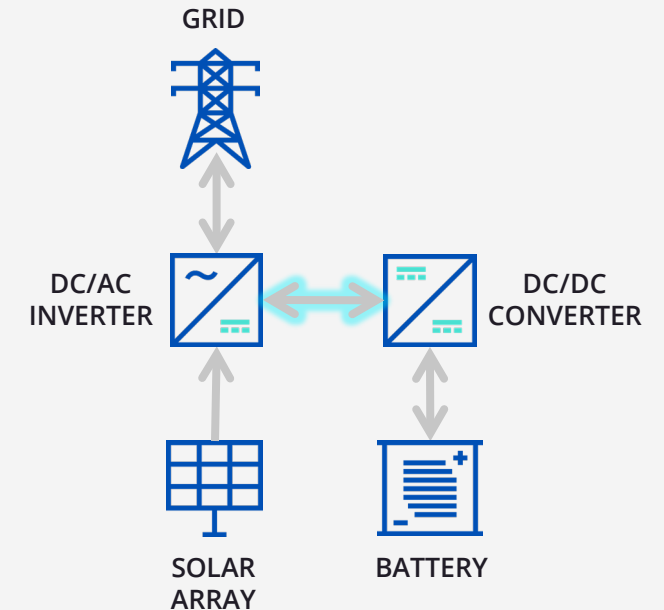 GRID
DC/AC
INVERTER
DC/DC
CONVERTER
SOLAR
ARRAY
BATTERY